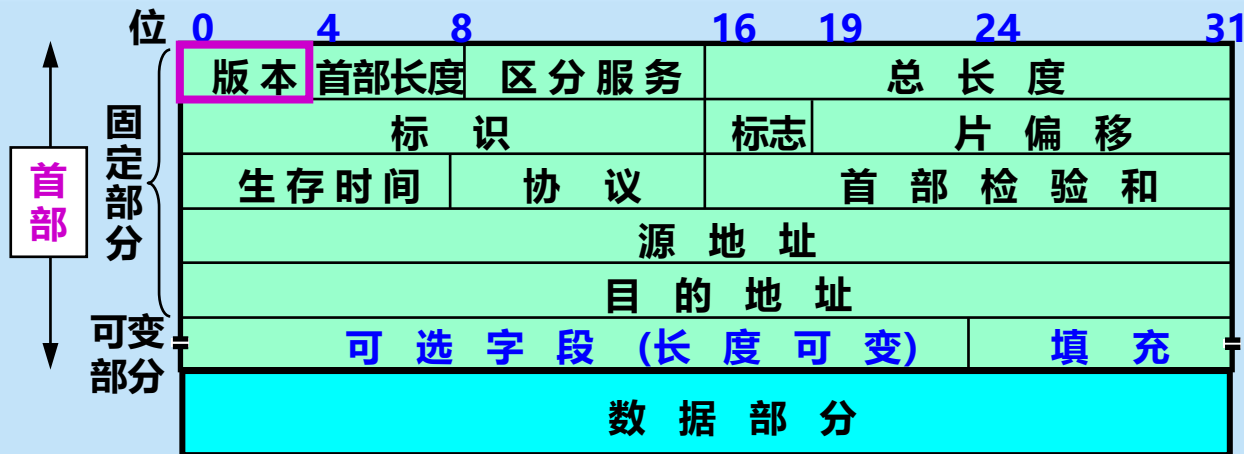 位 0 4 8 16 19 24 31
版本 首部长度 区分服务 总长度
固定部分 标识 标志 片偏移
首部 生存时间 协议 首部检验和
源地址
目的地址
可变部分 可选字段 (长度可变) 填充
数据部分